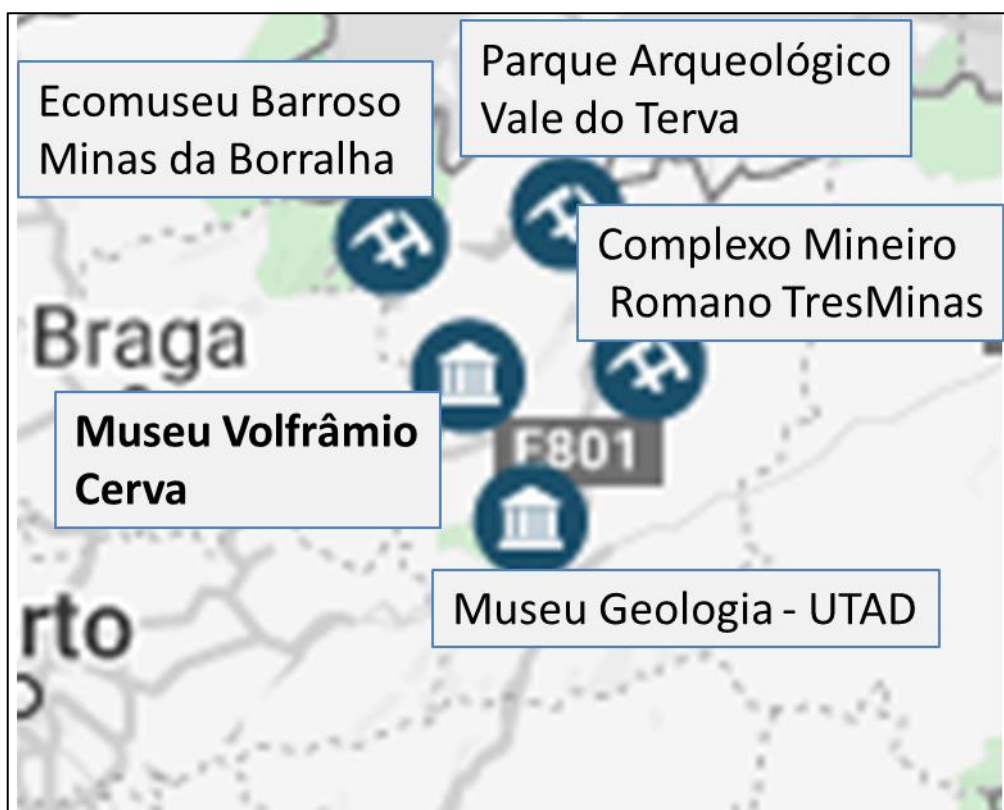 Parque Arqueológico
Vale do Terva
Ecomuseu Barroso
Minas da Borralha
Complexo Mineiro
Romano TresMinas
Braga
Museu Volfrâmio
Cerva
E801
Museu Geologia - UTAD
rto